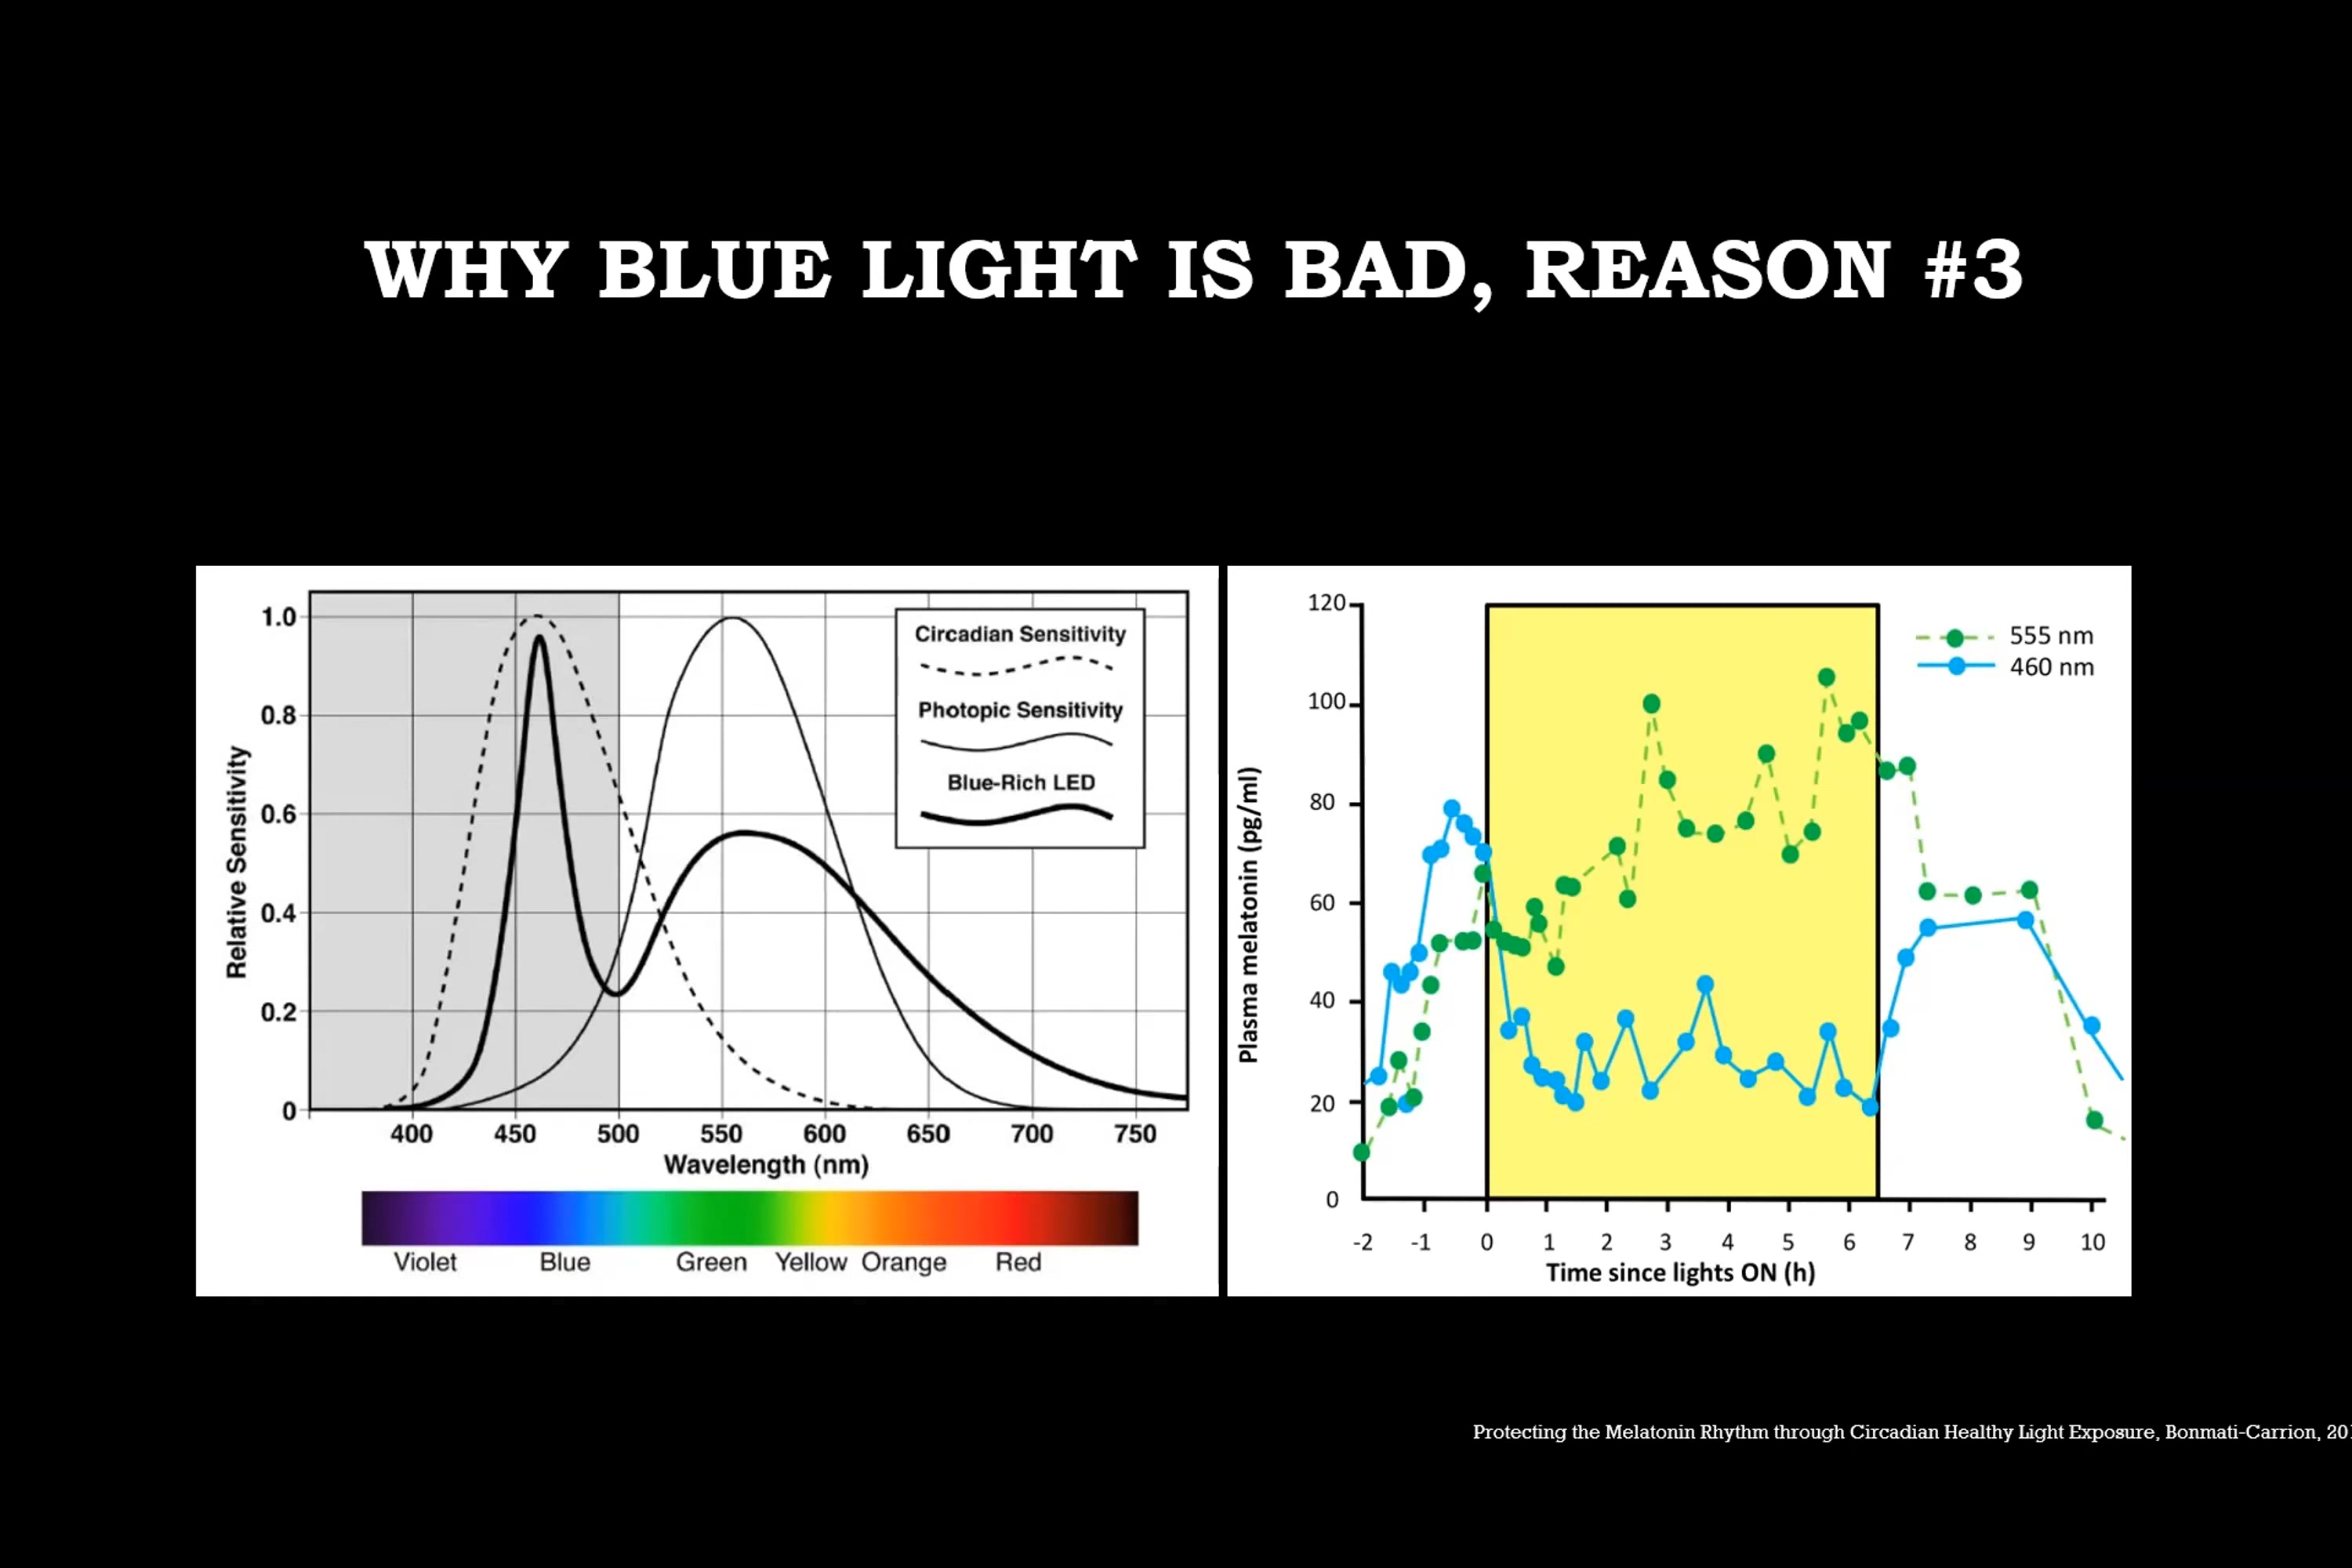 WHY BLUE LIGHT IS BAD, REASON #3
1.0
0.8
0.6
0.4
0.2
0
Relative Sensitivity
Circadian Sensitivity
Photopic Sensitivity
Blue-Rich LED
400 450 500 550 600 650 700 750
Wavelength (nm)
Violet Blue Green Yellow Orange Red
120
100
80
60
40
20
0
Plasma melatonin (pg/ml)
555 nm
460 nm
-2 -1 0 1 2 3 4 5 6 7 8 9 10
Time since lights ON (h)
Protecting the Melatonin Rhythm through Circadian Healthy Light Exposure, Bonmati-Carrion,